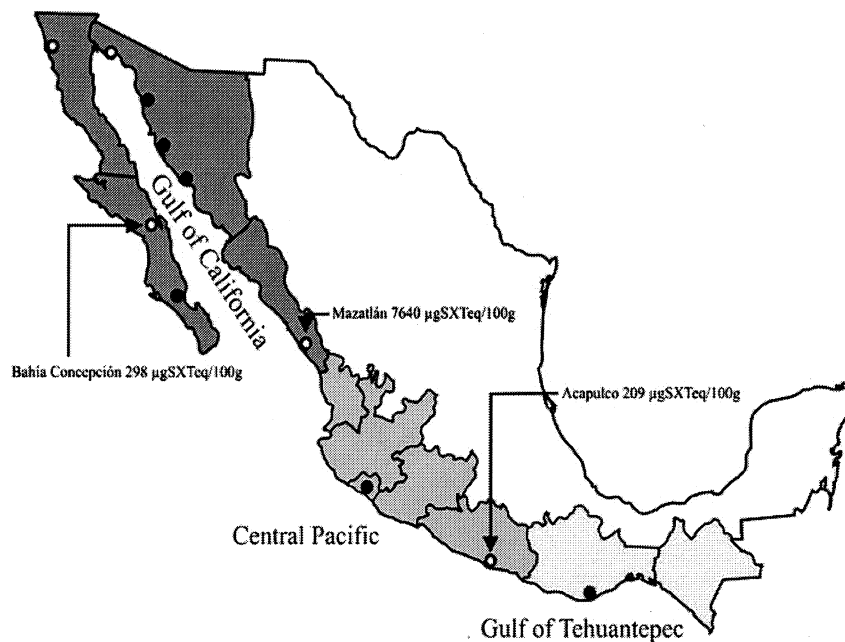 Gulf of California
Mazatlán 7640 µgSXTeq/100g
Bahía Concepción 298 µgSXTeq/100g
Acapulco 209 µgSXTeq/100g
Central Pacific
Gulf of Tehuantepec